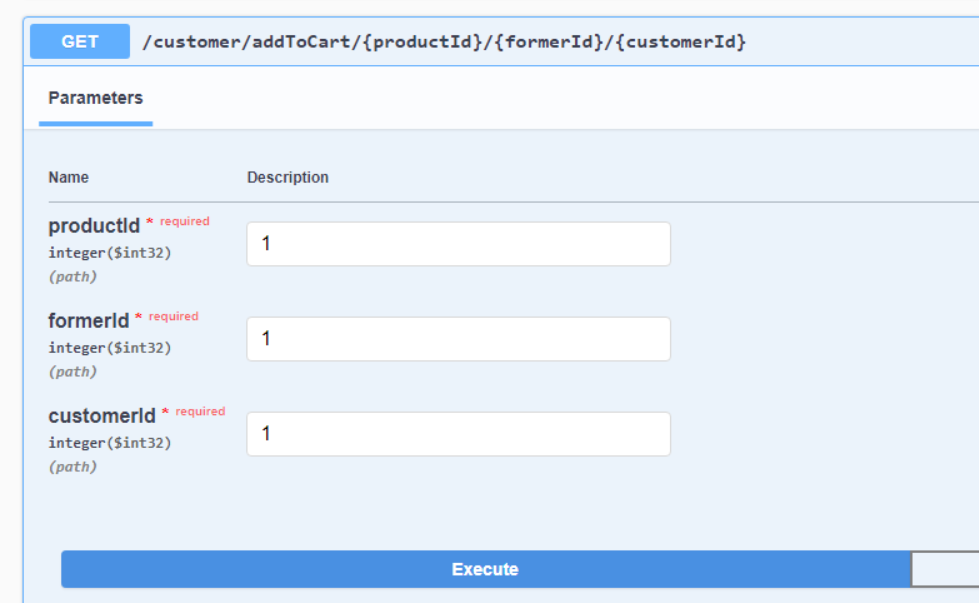 GET /customer/addToCart/{productId}/{formerId}/{customerId}
Parameters
Name Description
productId * required
integer($int32)
(path)
1
formerId * required
integer($int32)
(path)
1
customerId * required
integer($int32)
(path)
1
Execute